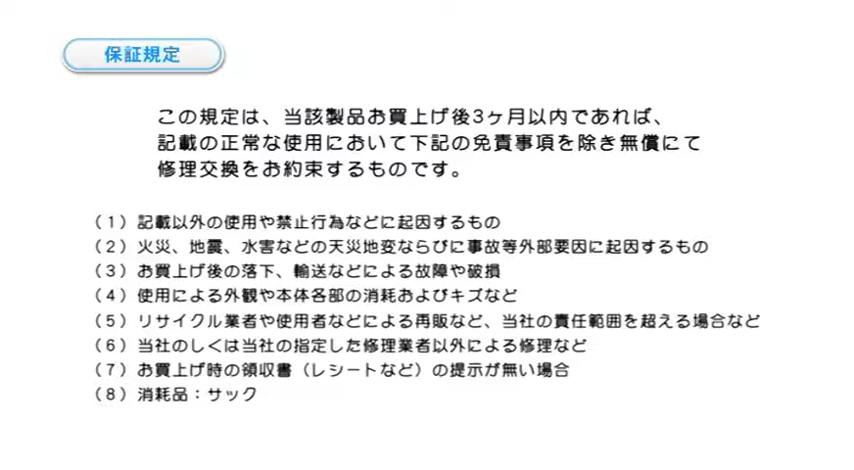 保証規定
この規定は、当該製品お買上げ後3ヶ月以内であれば、
記載の正常な使用において下記の免責事項を除き無償にて
修理交換をお約束するものです。
（1）記載以外の使用や禁止行為などに起因するもの
（2）火災、地震、水害などの天災地変ならびに事故等外部要因に起因するもの
（3）お買上げ後の落下、輸送などによる故障や破損
（4）使用による外観や本体各部の消耗およびキズなど
（5）リサイクル業者や使用者などによる再販など、当社の責任範囲を超える場合など
（6）当社のしくは当社の指定した修理業者以外による修理など
（7）お買上げ時の領収書（レシートなど）の提示が無い場合
（8）消耗品：サック